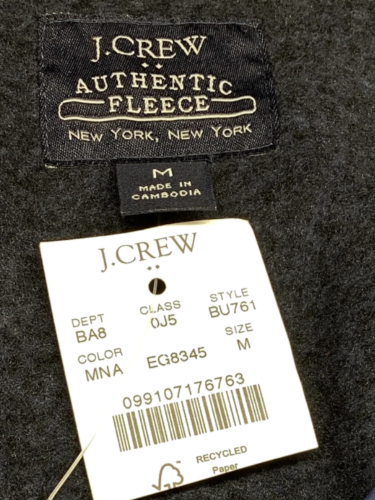 J.CREW
AUTHENTIC
FLEECE
NEW YORK, NEW YORK
M
MADE IN
CAMBODIA
J.CREW
DEPT CLASS STYLE
BA8 0J5 BU761
COLOR SIZE
MNA EG8345 M
099107176763
RECYCLED
Paper
FSC